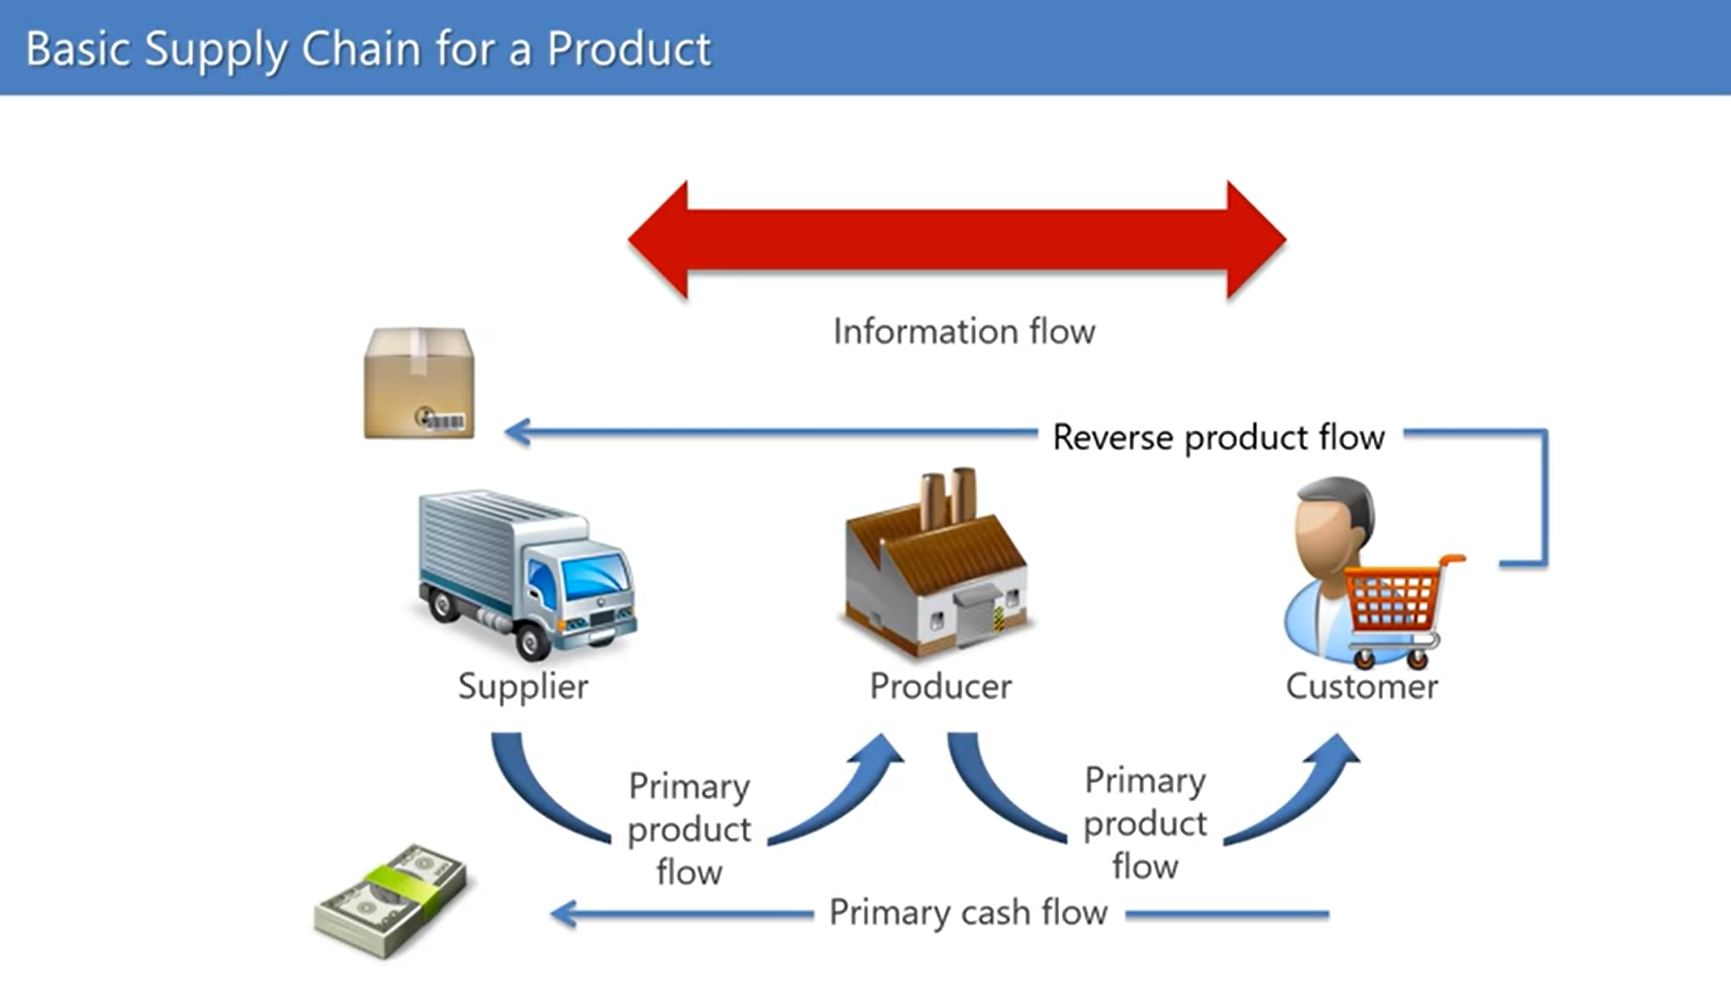 Basic Supply Chain for a Product
Information flow
Reverse product flow
Supplier
Producer
Customer
Primary
product
flow
Primary
product
flow
Primary cash flow